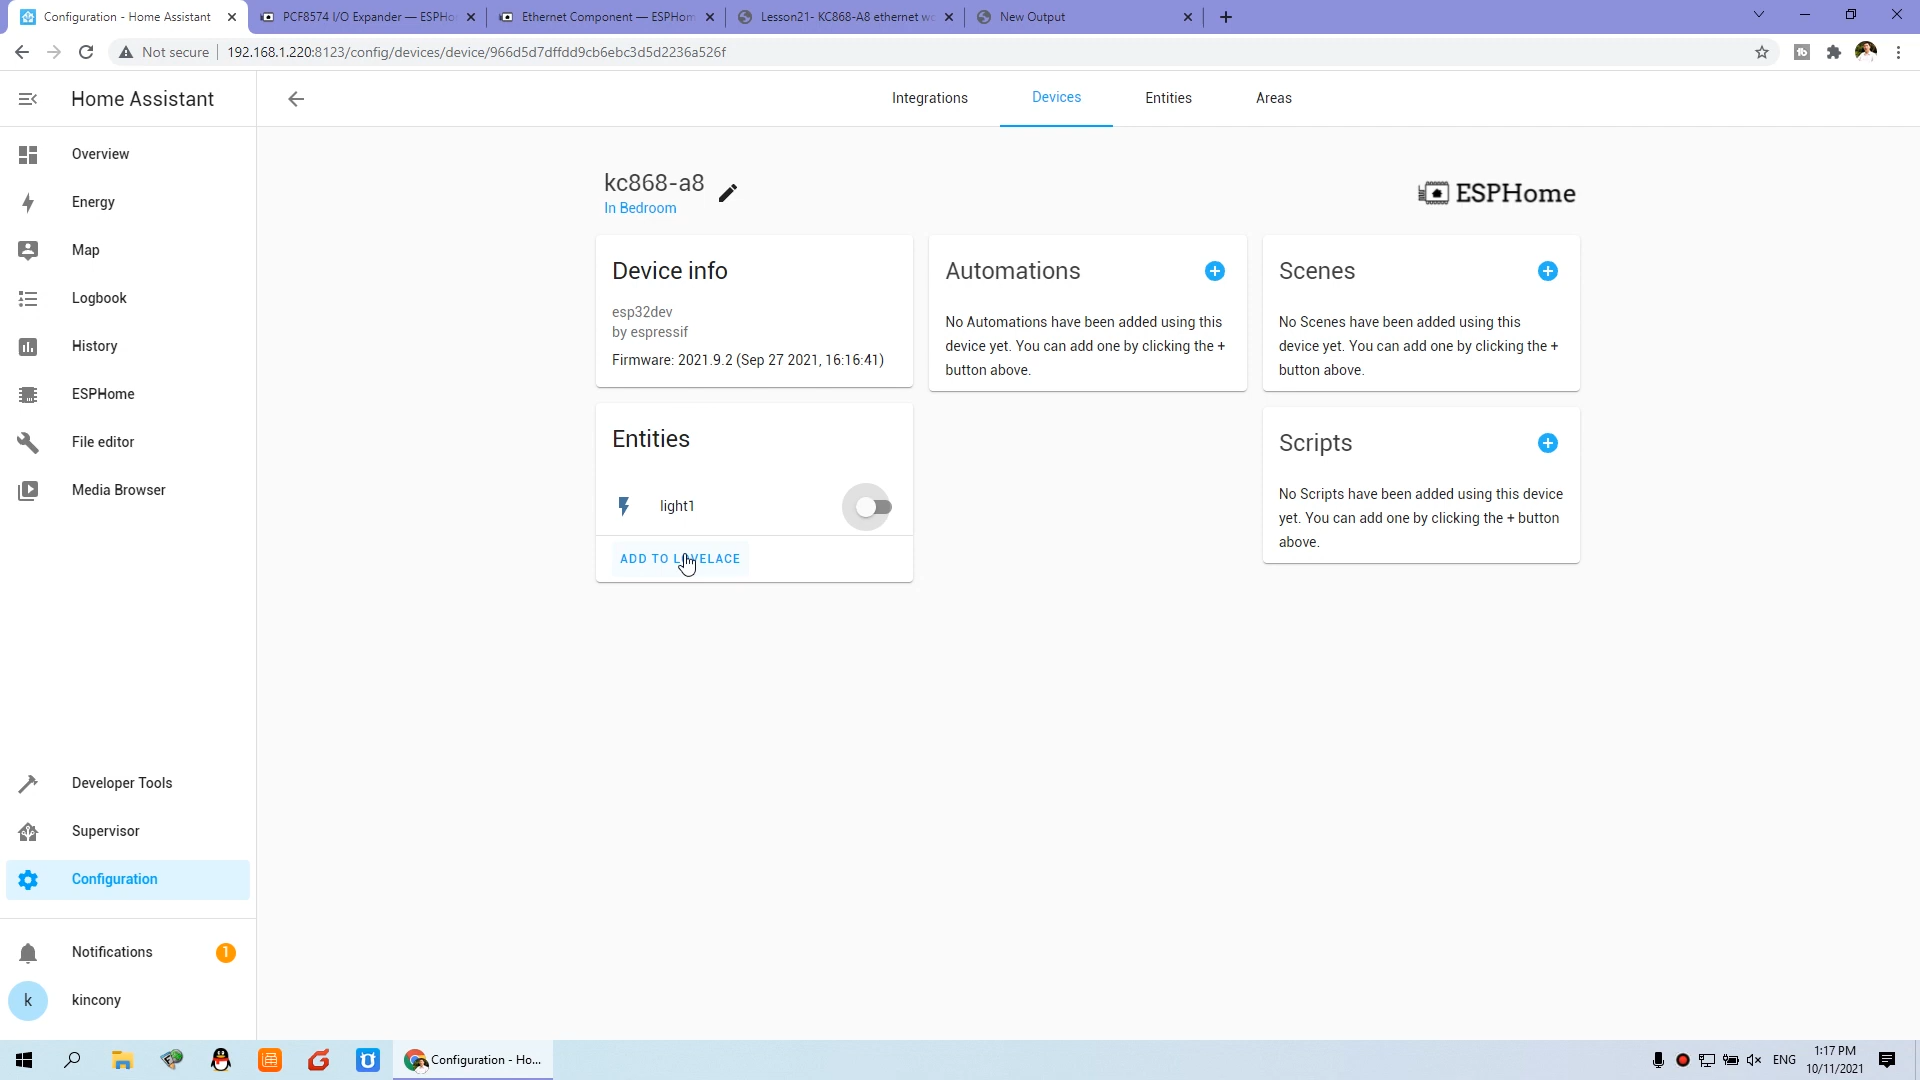 Configuration - Home Assistant
PCF8574 I/O Expander — ESPHo
Ethernet Component — ESPHom
Lesson21- KC868-A8 ethernet wo
New Output
Not secure
192.168.1.220:8123/config/devices/device/966d5d7dffdd9cb6ebc3d5d2236a526f
Home Assistant
Integrations
Devices
Entities
Areas
Overview
Energy
Map
Logbook
History
ESPHome
File editor
Media Browser
Developer Tools
Supervisor
Configuration
Notifications
1
k
kincony
kc868-a8
In Bedroom
ESPHome
Device info
esp32dev
by espressif
Firmware: 2021.9.2 (Sep 27 2021, 16:16:41)
Entities
light1
ADD TO LOVELACE
Automations
No Automations have been added using this
device yet. You can add one by clicking the +
button above.
Scenes
No Scenes have been added using this
device yet. You can add one by clicking the +
button above.
Scripts
No Scripts have been added using this device
yet. You can add one by clicking the + button
above.
Configuration - Ho...
ENG
1:17 PM
10/11/2021